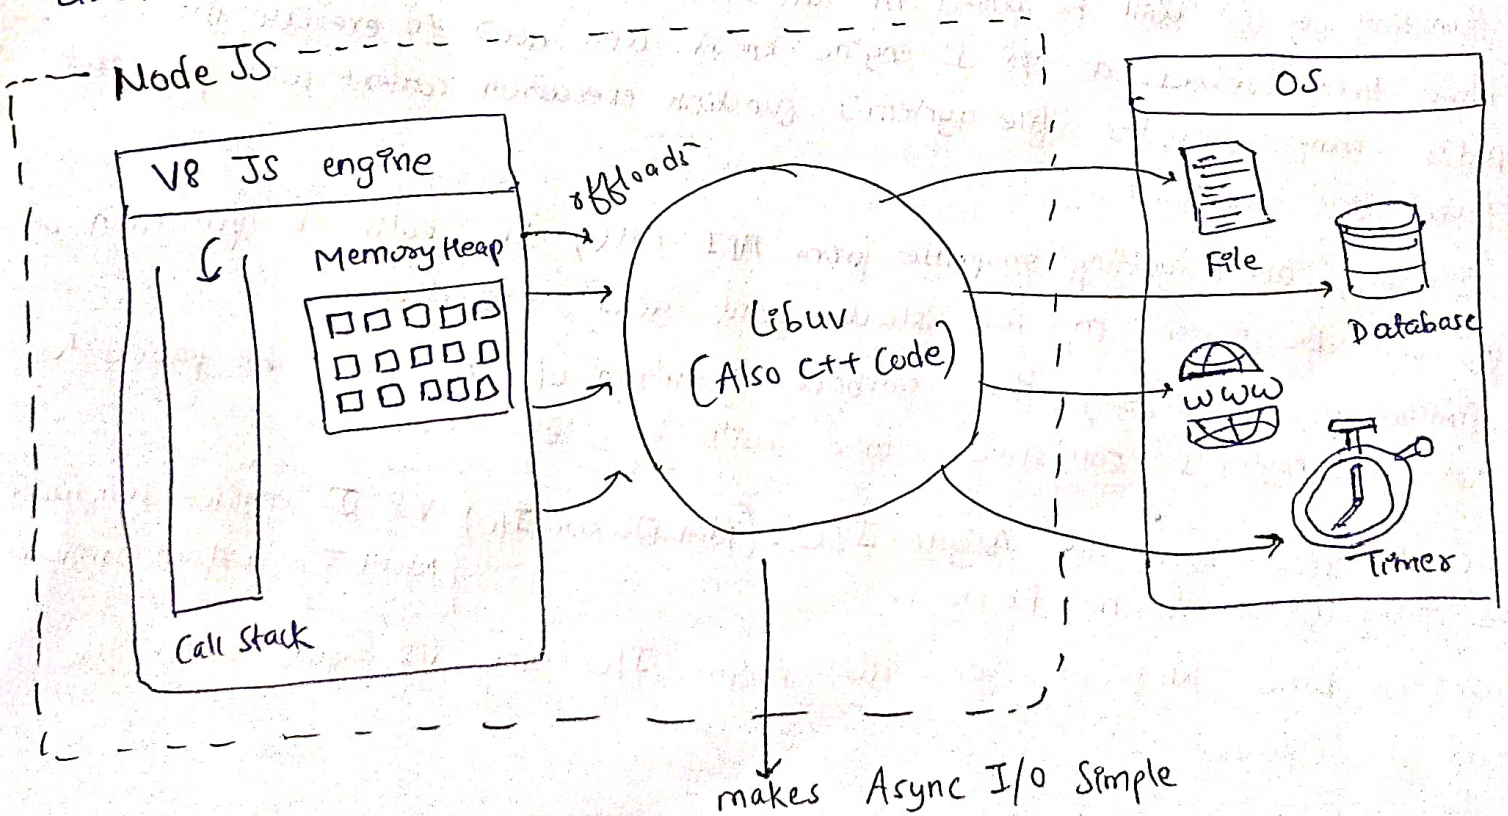 Node JS
OS
V8 JS engine
offloads
Memory Heap
File
Libuv
(Also C++ Code)
Database
www
Timer
Call Stack
makes Async I/O Simple